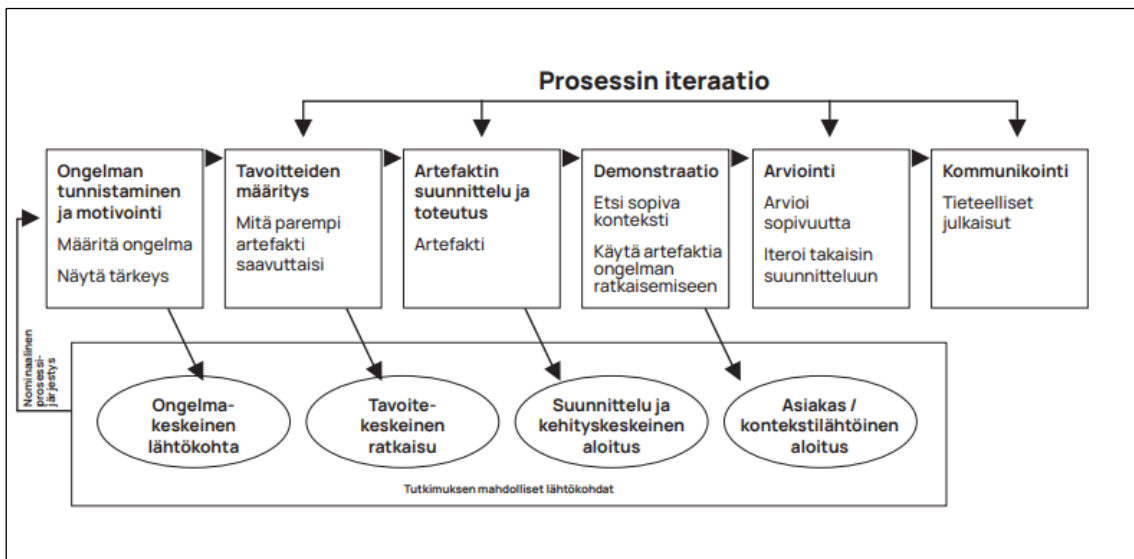 Prosessin iteraatio
Ongelman
tunnistaminen
ja motivointi
Määritä ongelma
Näytä tärkeys
Tavoitteiden
määritys
Mitä parempi
artefakti
saavuttaisi
Artefaktin
suunnittelu ja
toteutus
Artefakti
Demonstraatio
Etsi sopiva
konteksti
Käytä artefaktia
ongelman
ratkaisemiseen
Arviointi
Arvioi
sopivuutta
Iteroi takaisin
suunnitteluun
Kommunikointi
Tieteelliset
julkaisut
Nominaalinen
prosessi-
järjestys
Ongelma-
keskeinen
lähtökohta
Tavoite-
keskeinen
ratkaisu
Suunnittelu ja
kehityskeskeinen
aloitus
Asiakas /
kontekstilähtöinen
aloitus
Tutkimuksen mahdolliset lähtökohdat